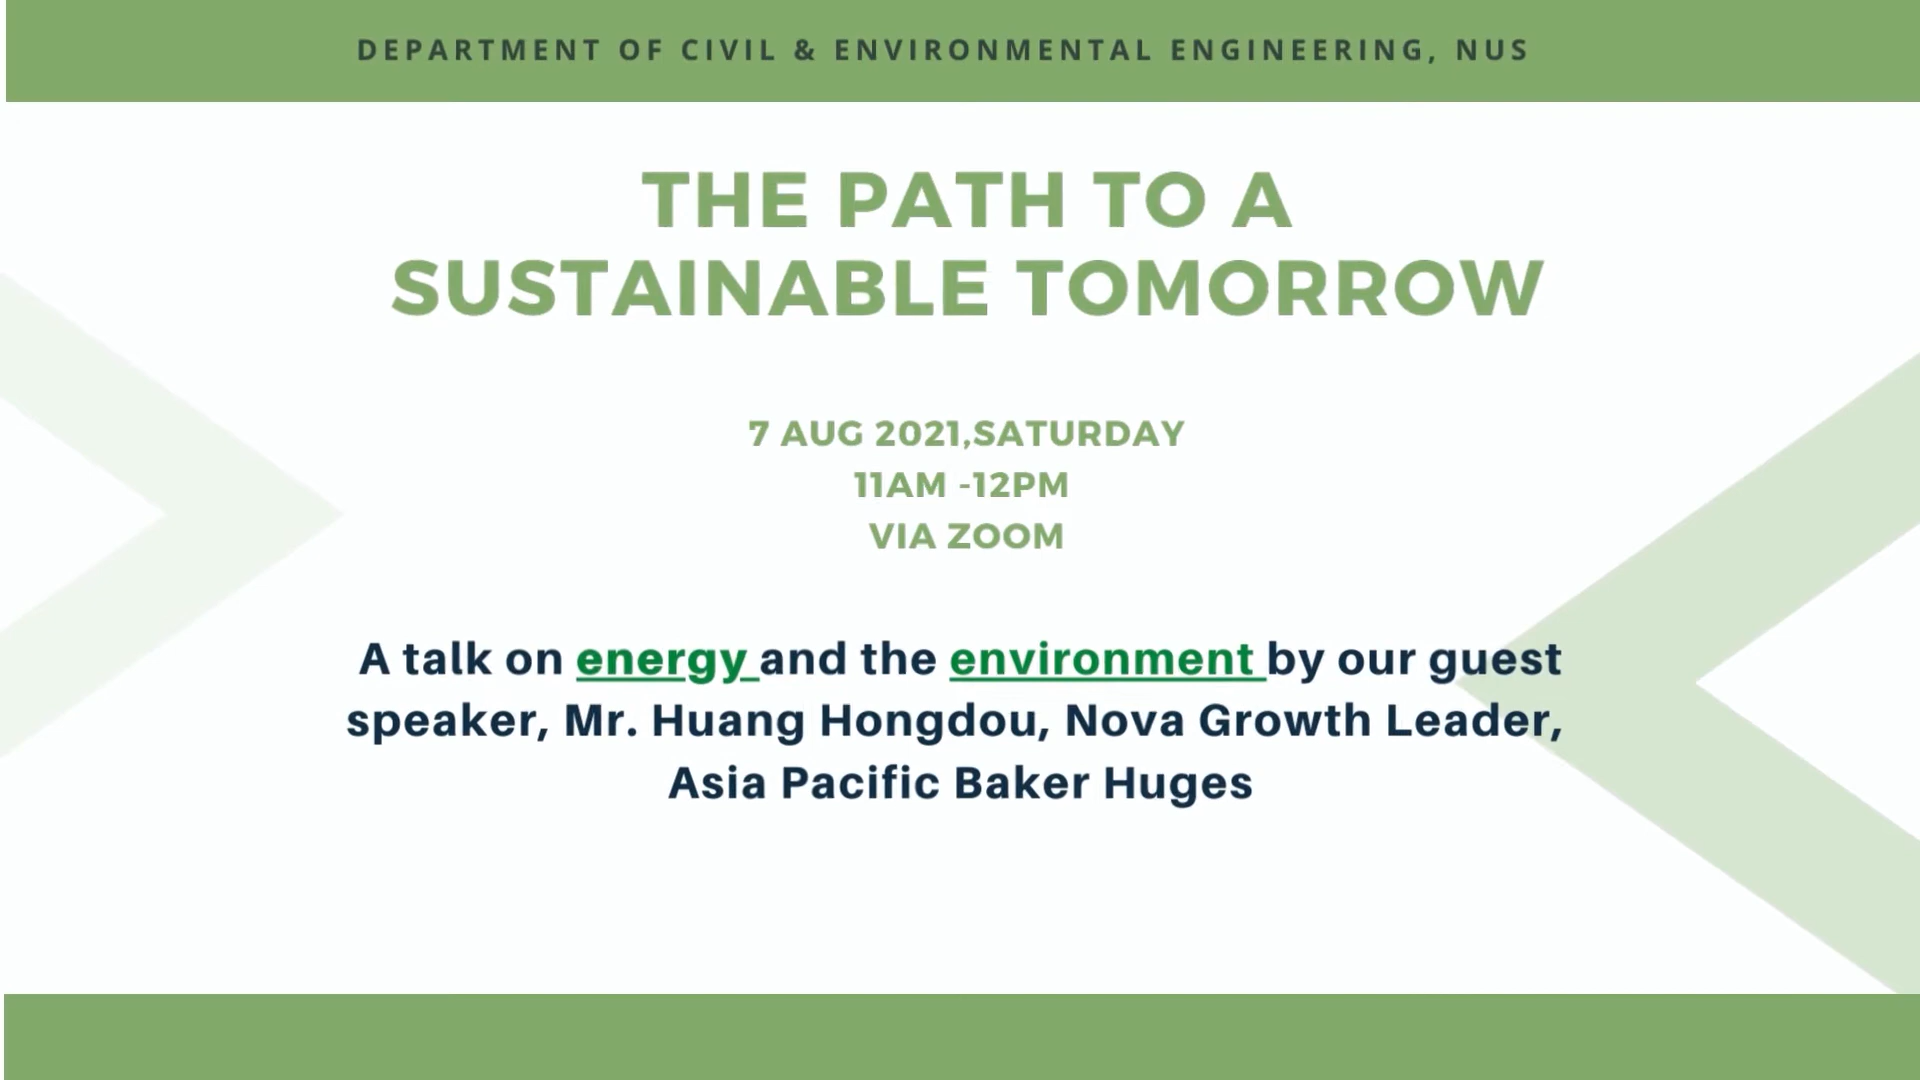 DEPARTMENT OF CIVIL & ENVIRONMENTAL ENGINEERING, NUS
THE PATH TO A
SUSTAINABLE TOMORROW
7 AUG 2021,SATURDAY
11AM -12PM
VIA ZOOM
A talk on energy and the environment by our guest
speaker, Mr. Huang Hongdou, Nova Growth Leader,
Asia Pacific Baker Huges